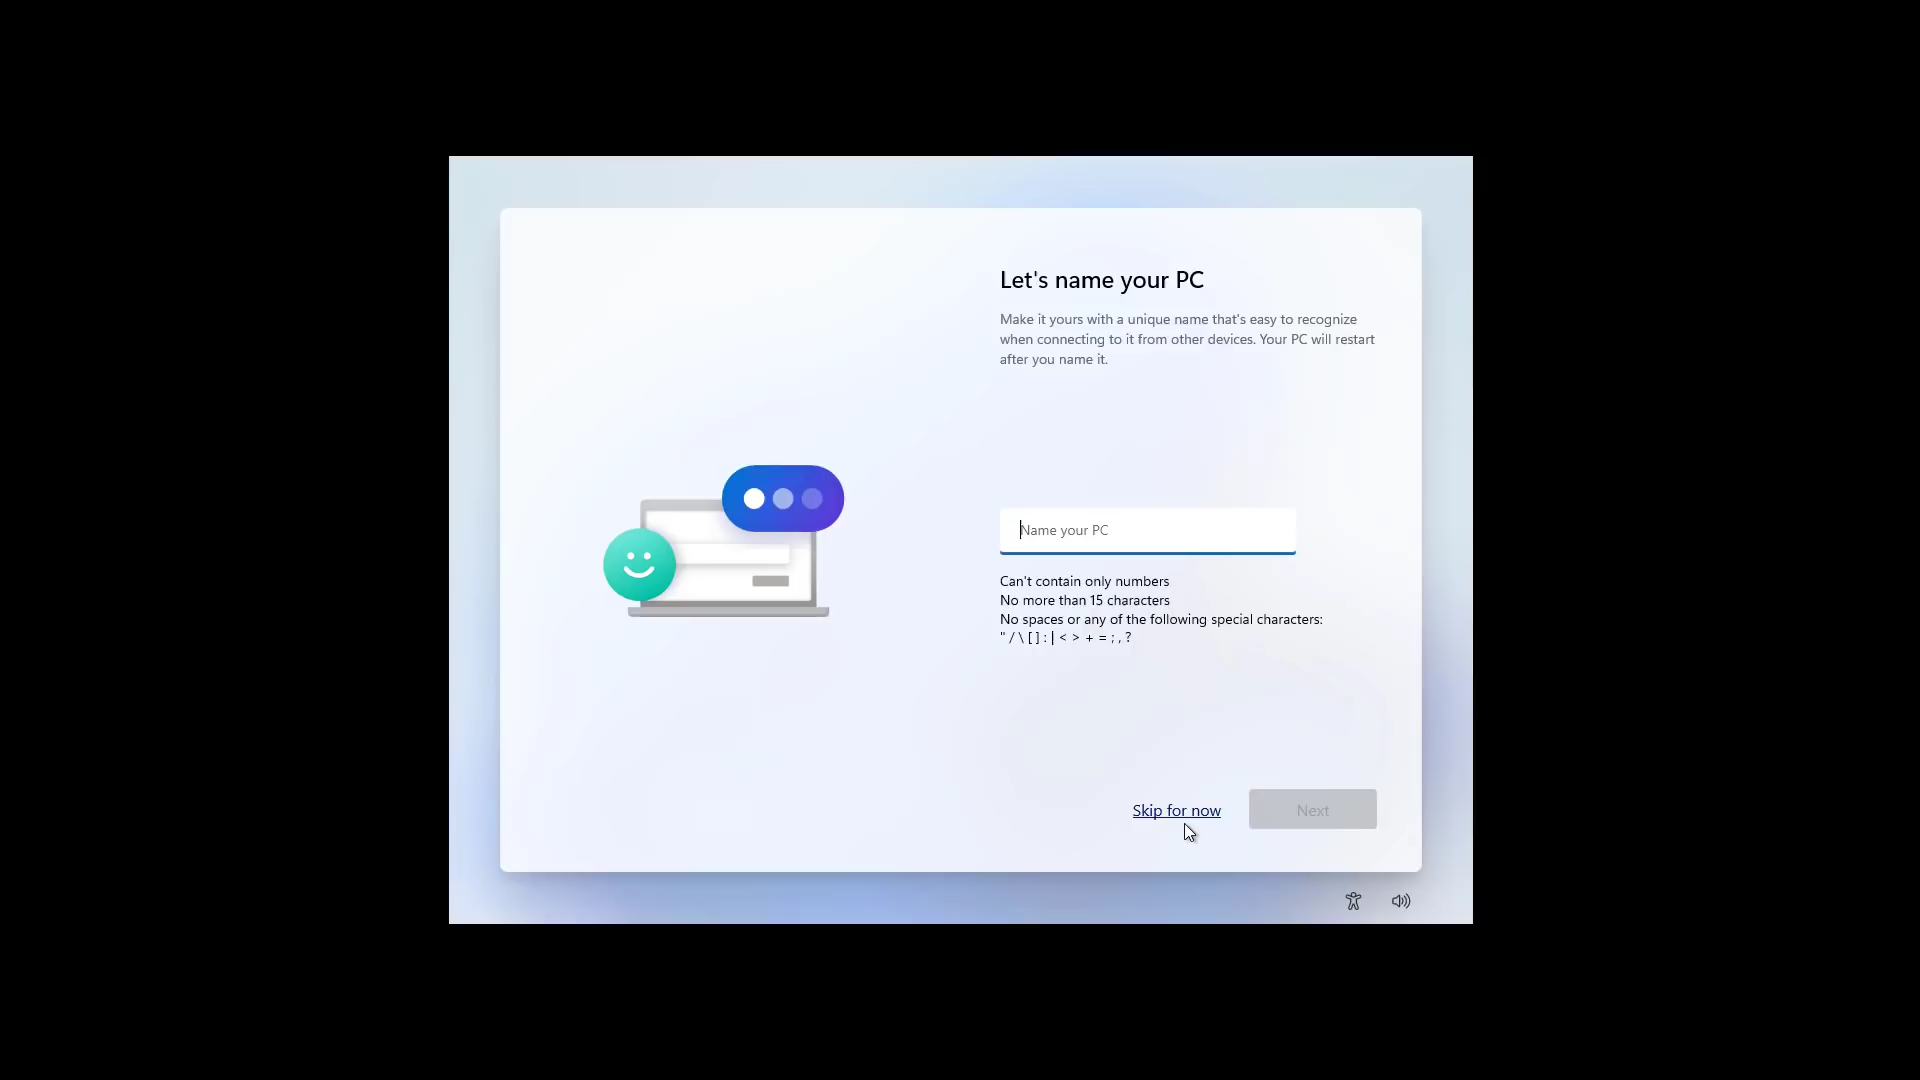 Let's name your PC
Make it yours with a unique name that's easy to recognize
when connecting to it from other devices. Your PC will restart
after you name it.
Name your PC
Can't contain only numbers
No more than 15 characters
No spaces or any of the following special characters:
" / \ [ ] : | < > + = ; , ?
Skip for now
Next